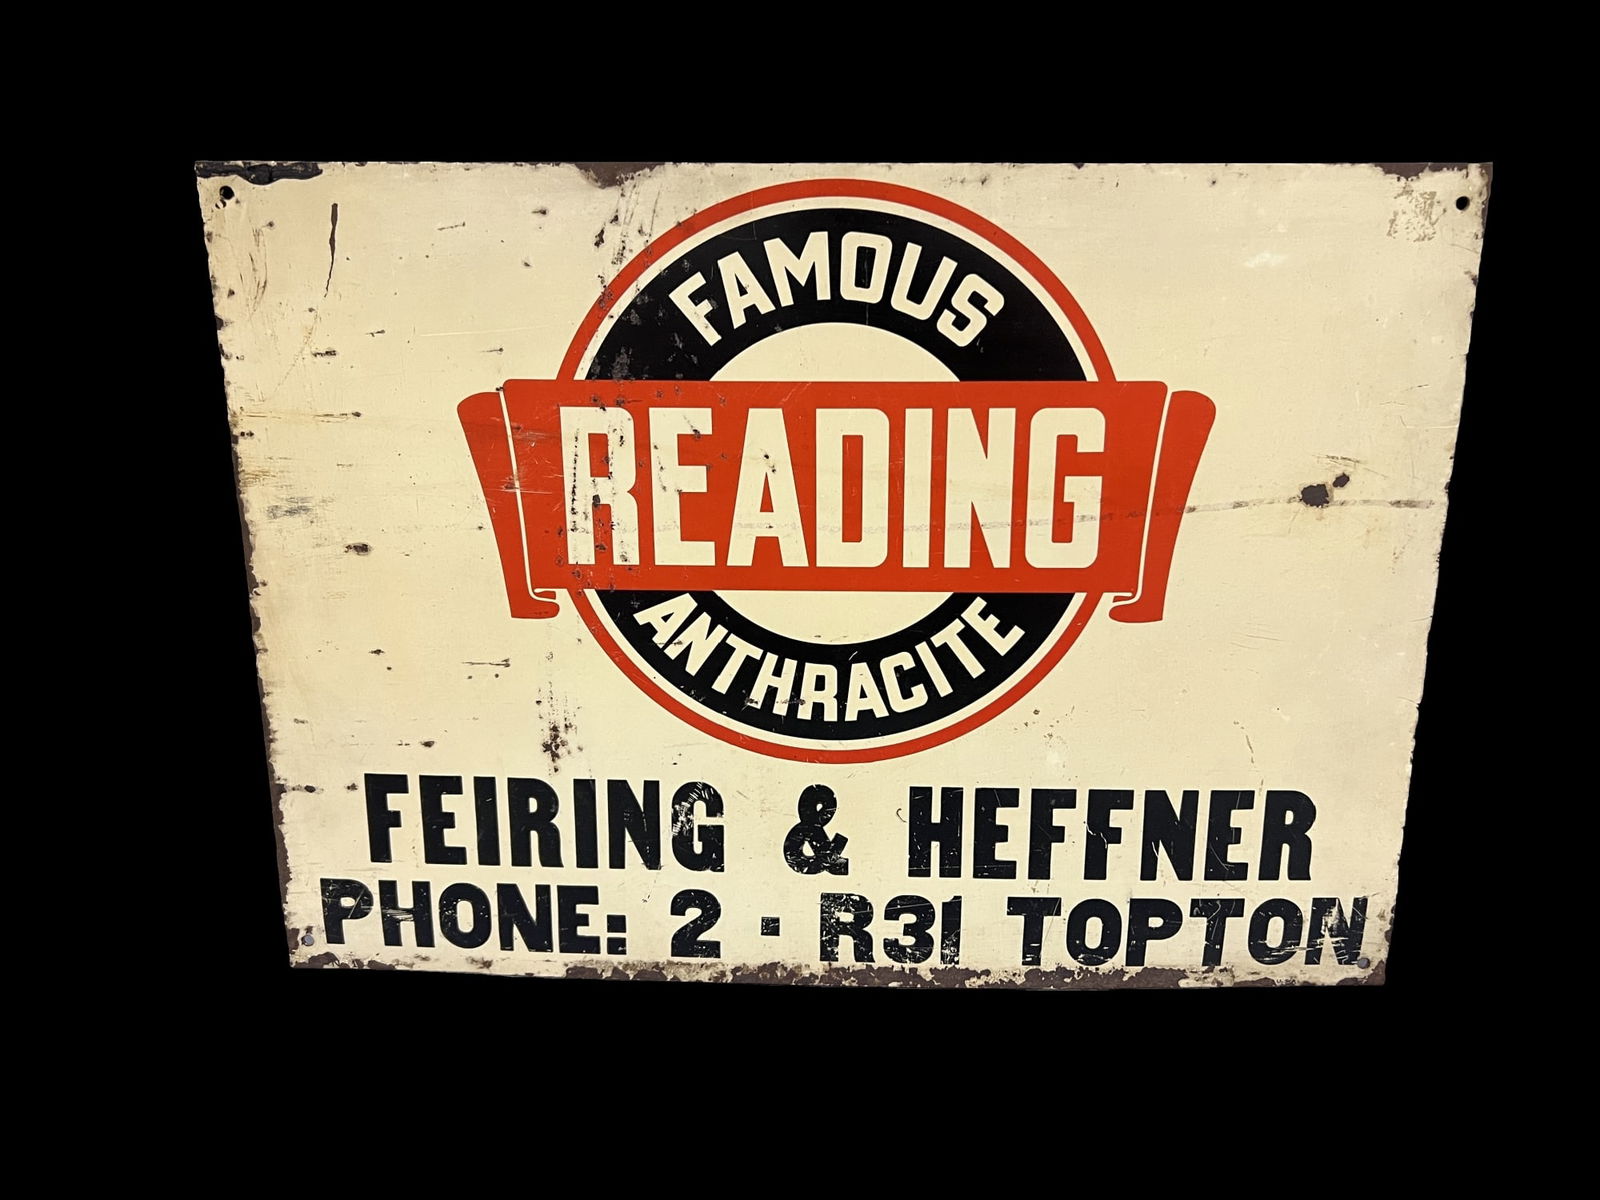 FAMOUS
READING
ANTHRACITE
FEIRING & HEFFNER
PHONE: 2 · R31 TOPTON